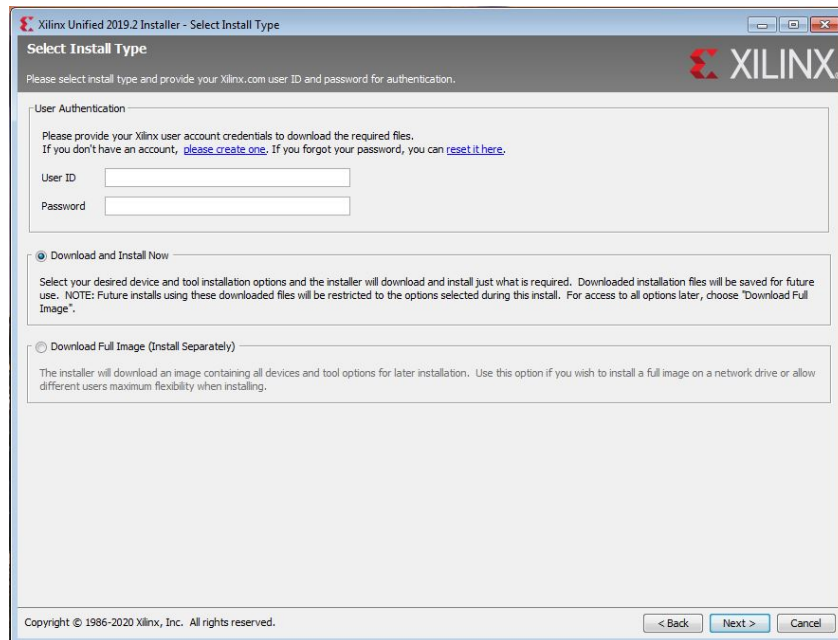 Xilinx Unified 2019.2 Installer - Select Install Type
Select Install Type
XILINX
Please select install type and provide your Xilinx.com user ID and password for authentication.
User Authentication
Please provide your Xilinx user account credentials to download the required files.
If you don't have an account, please create one. If you forgot your password, you can reset it here.
User ID
Password
Download and Install Now
Select your desired device and tool installation options and the installer will download and install just what is required. Downloaded installation files will be saved for future
use. NOTE: Future installs using these downloaded files will be restricted to the options selected during this install. For access to all options later, choose "Download Full
Image".
Download Full Image (Install Separately)
The installer will download an image containing all devices and tool options for later installation. Use this option if you wish to install a full image on a network drive or allow
different users maximum flexibility when installing.
Copyright © 1986-2020 Xilinx, Inc. All rights reserved.
< Back Next > Cancel